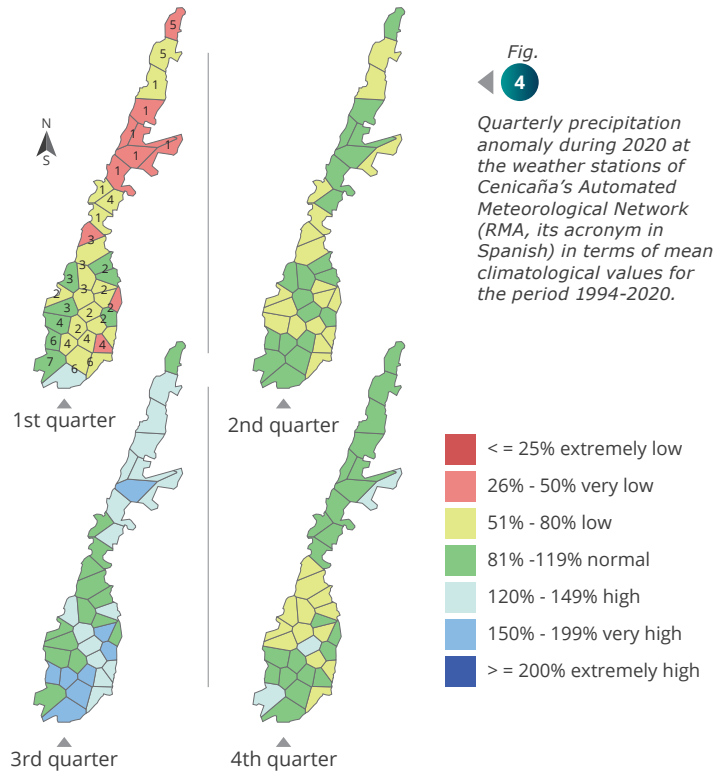 5
5
1
N
S
1
1
1
1
1
1
4
1
3
3
2
3
3
2
2
3
2
4
2
2
2
6
4
4
4
7
6
6
1st quarter
2nd quarter
Fig.
4
Quarterly precipitation
anomaly during 2020 at
the weather stations of
Cenicaña’s Automated
Meteorological Network
(RMA, its acronym in
Spanish) in terms of mean
climatological values for
the period 1994-2020.
3rd quarter
4th quarter
< = 25% extremely low
26% - 50% very low
51% - 80% low
81% -119% normal
120% - 149% high
150% - 199% very high
> = 200% extremely high